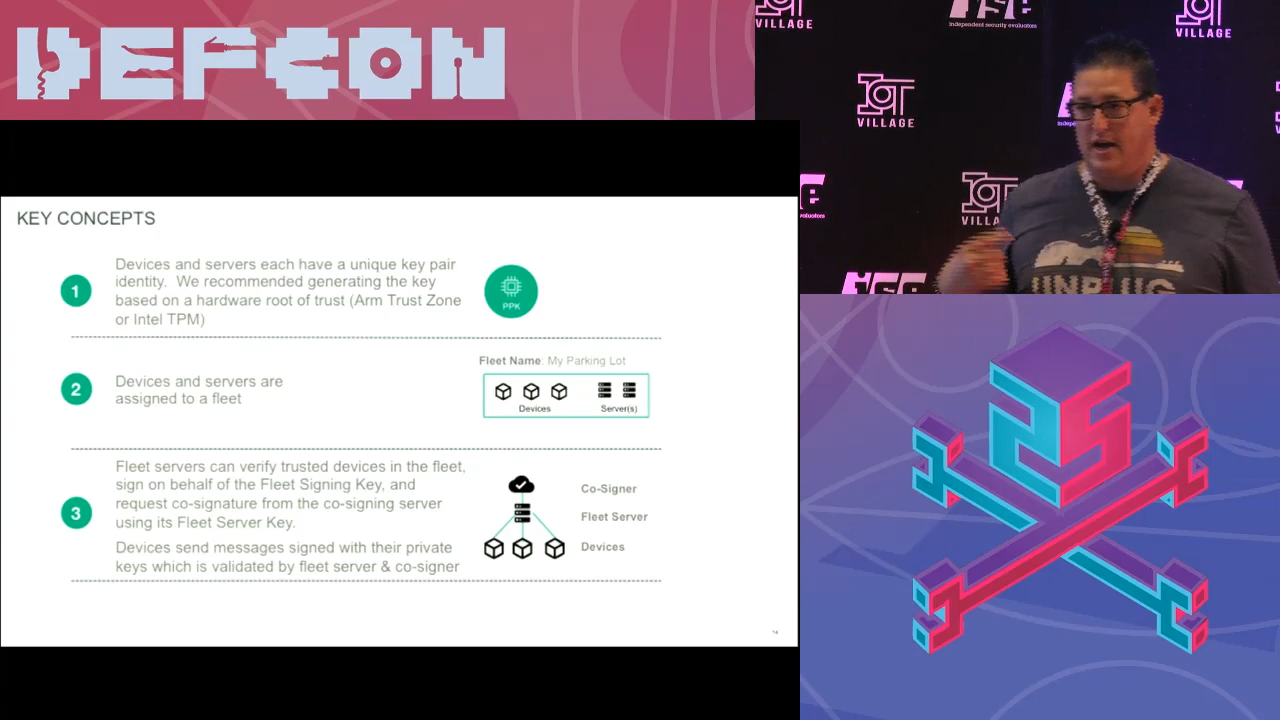 DEFCON
IOT
VILLAGE
independent security evaluators
IOT
VILLAGE
IOT
VILLAGE
IOT
UNPLUG
KEY CONCEPTS
1
Devices and servers each have a unique key pair
identity. We recommended generating the key
based on a hardware root of trust (Arm Trust Zone
or Intel TPM)
PPK
2
Devices and servers are
assigned to a fleet
Fleet Name: My Parking Lot
Devices
Server(s)
3
Fleet servers can verify trusted devices in the fleet,
sign on behalf of the Fleet Signing Key, and
request co-signature from the co-signing server
using its Fleet Server Key.
Devices send messages signed with their private
keys which is validated by fleet server & co-signer
Co-Signer
Fleet Server
Devices
14